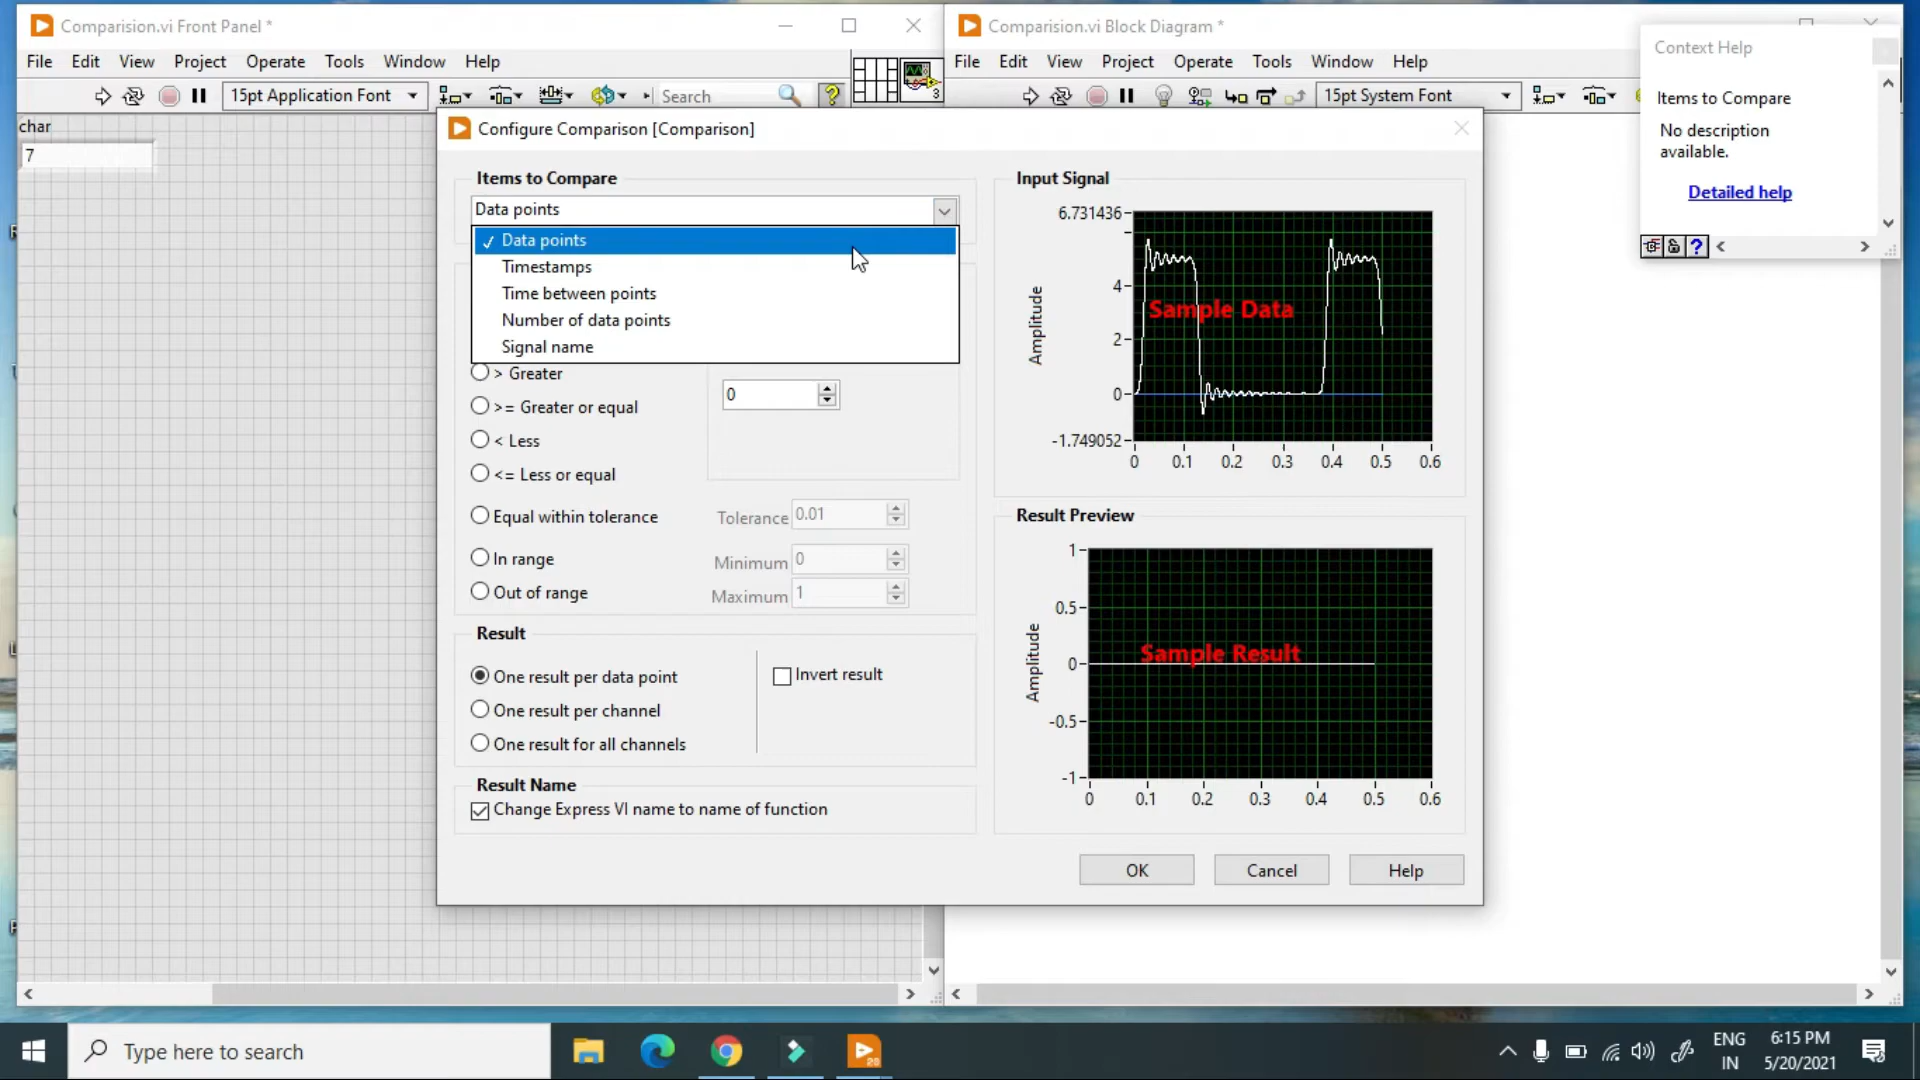 Comparision.vi Front Panel *
File Edit View Project Operate Tools Window Help
15pt Application Font
Search
?
3
char
7
Comparision.vi Block Diagram *
File Edit View Project Operate Tools Window Help
15pt System Font
Context Help
Items to Compare
No description
available.
Detailed help
?
Configure Comparison [Comparison]
Items to Compare
Data points
✓ Data points
Timestamps
Time between points
Number of data points
Signal name
> Greater
>= Greater or equal
< Less
<= Less or equal
0
Equal within tolerance
Tolerance 0.01
In range
Minimum 0
Out of range
Maximum 1
Result
One result per data point
Invert result
One result per channel
One result for all channels
Result Name
Change Express VI name to name of function
Input Signal
6.731436
4
2
0
-1.749052
Amplitude
Sample Data
0 0.1 0.2 0.3 0.4 0.5 0.6
Result Preview
1
0.5
0
-0.5
-1
Amplitude
Sample Result
0 0.1 0.2 0.3 0.4 0.5 0.6
OK Cancel Help
Type here to search
20
ENG
IN
6:15 PM
5/20/2021